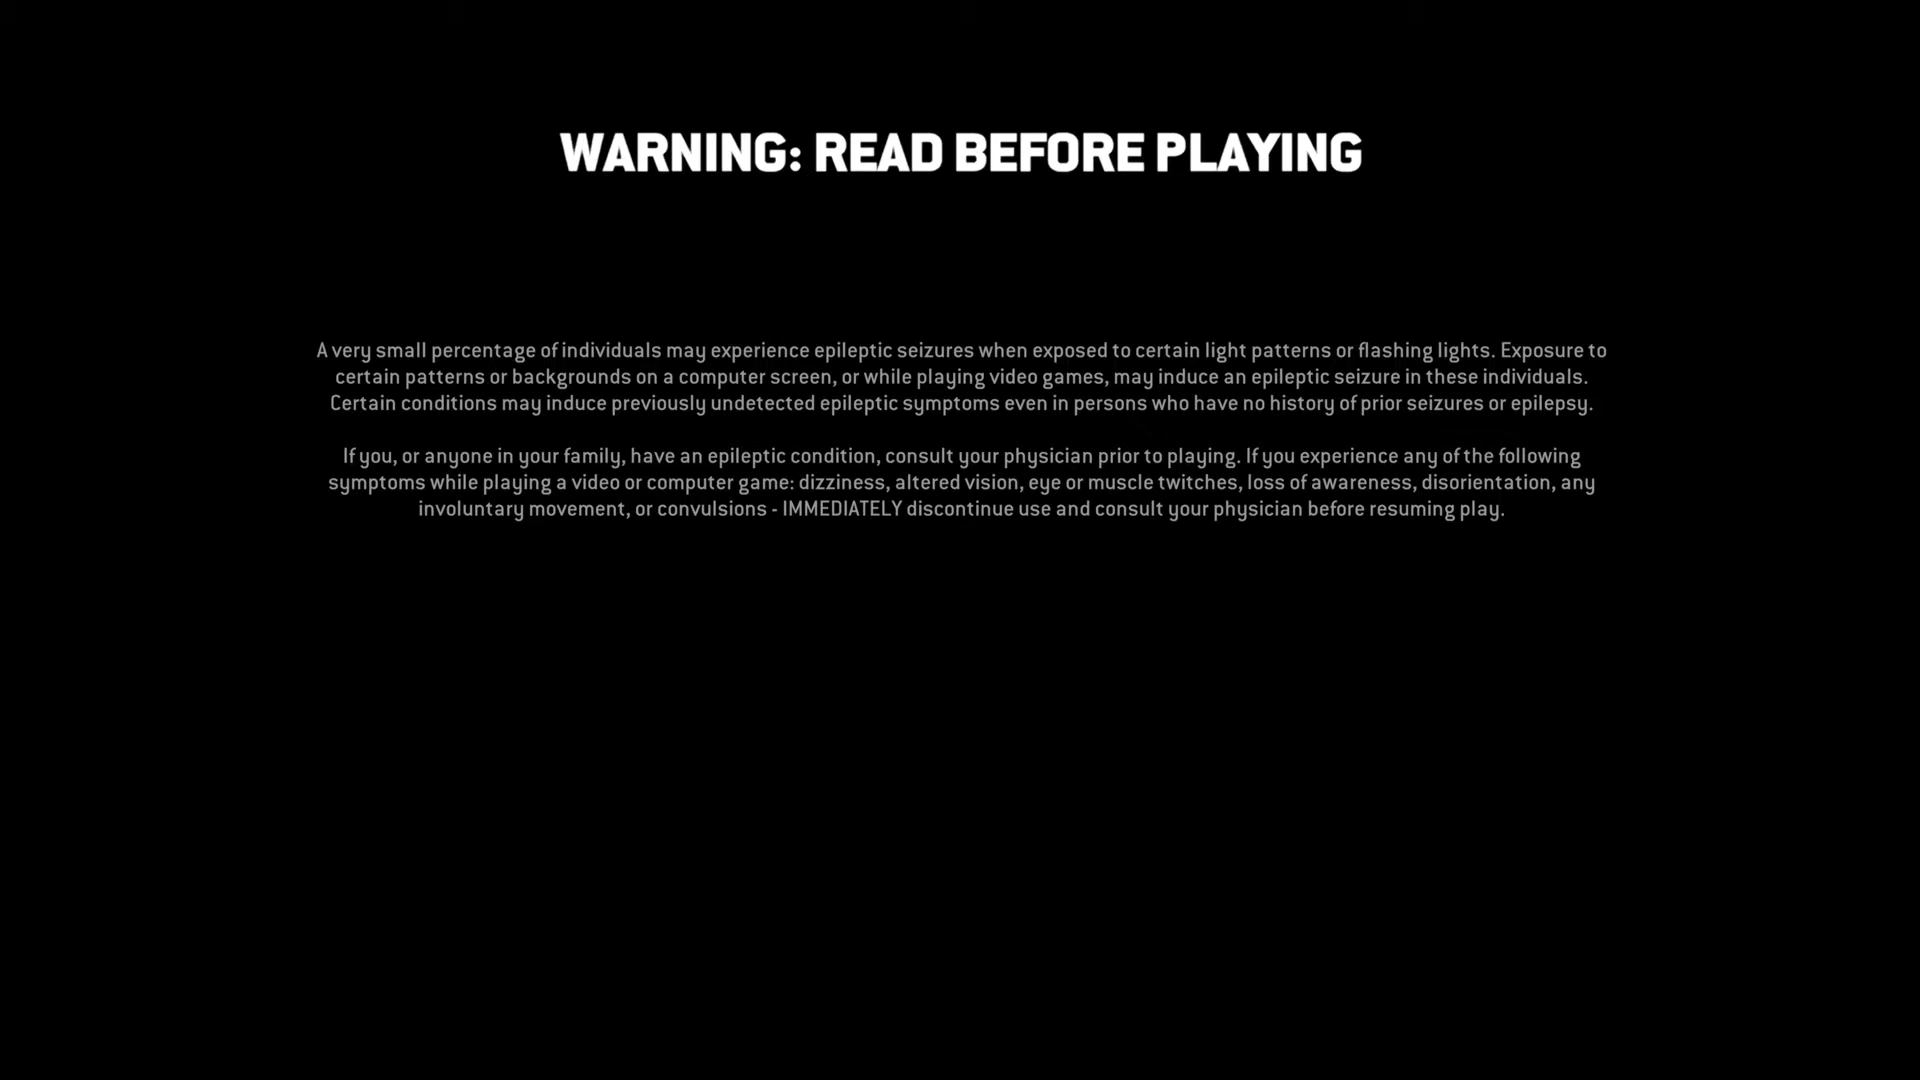 WARNING: READ BEFORE PLAYING
A very small percentage of individuals may experience epileptic seizures when exposed to certain light patterns or flashing lights. Exposure to
certain patterns or backgrounds on a computer screen, or while playing video games, may induce an epileptic seizure in these individuals.
Certain conditions may induce previously undetected epileptic symptoms even in persons who have no history of prior seizures or epilepsy.
If you, or anyone in your family, have an epileptic condition, consult your physician prior to playing. If you experience any of the following
symptoms while playing a video or computer game: dizziness, altered vision, eye or muscle twitches, loss of awareness, disorientation, any
involuntary movement, or convulsions - IMMEDIATELY discontinue use and consult your physician before resuming play.